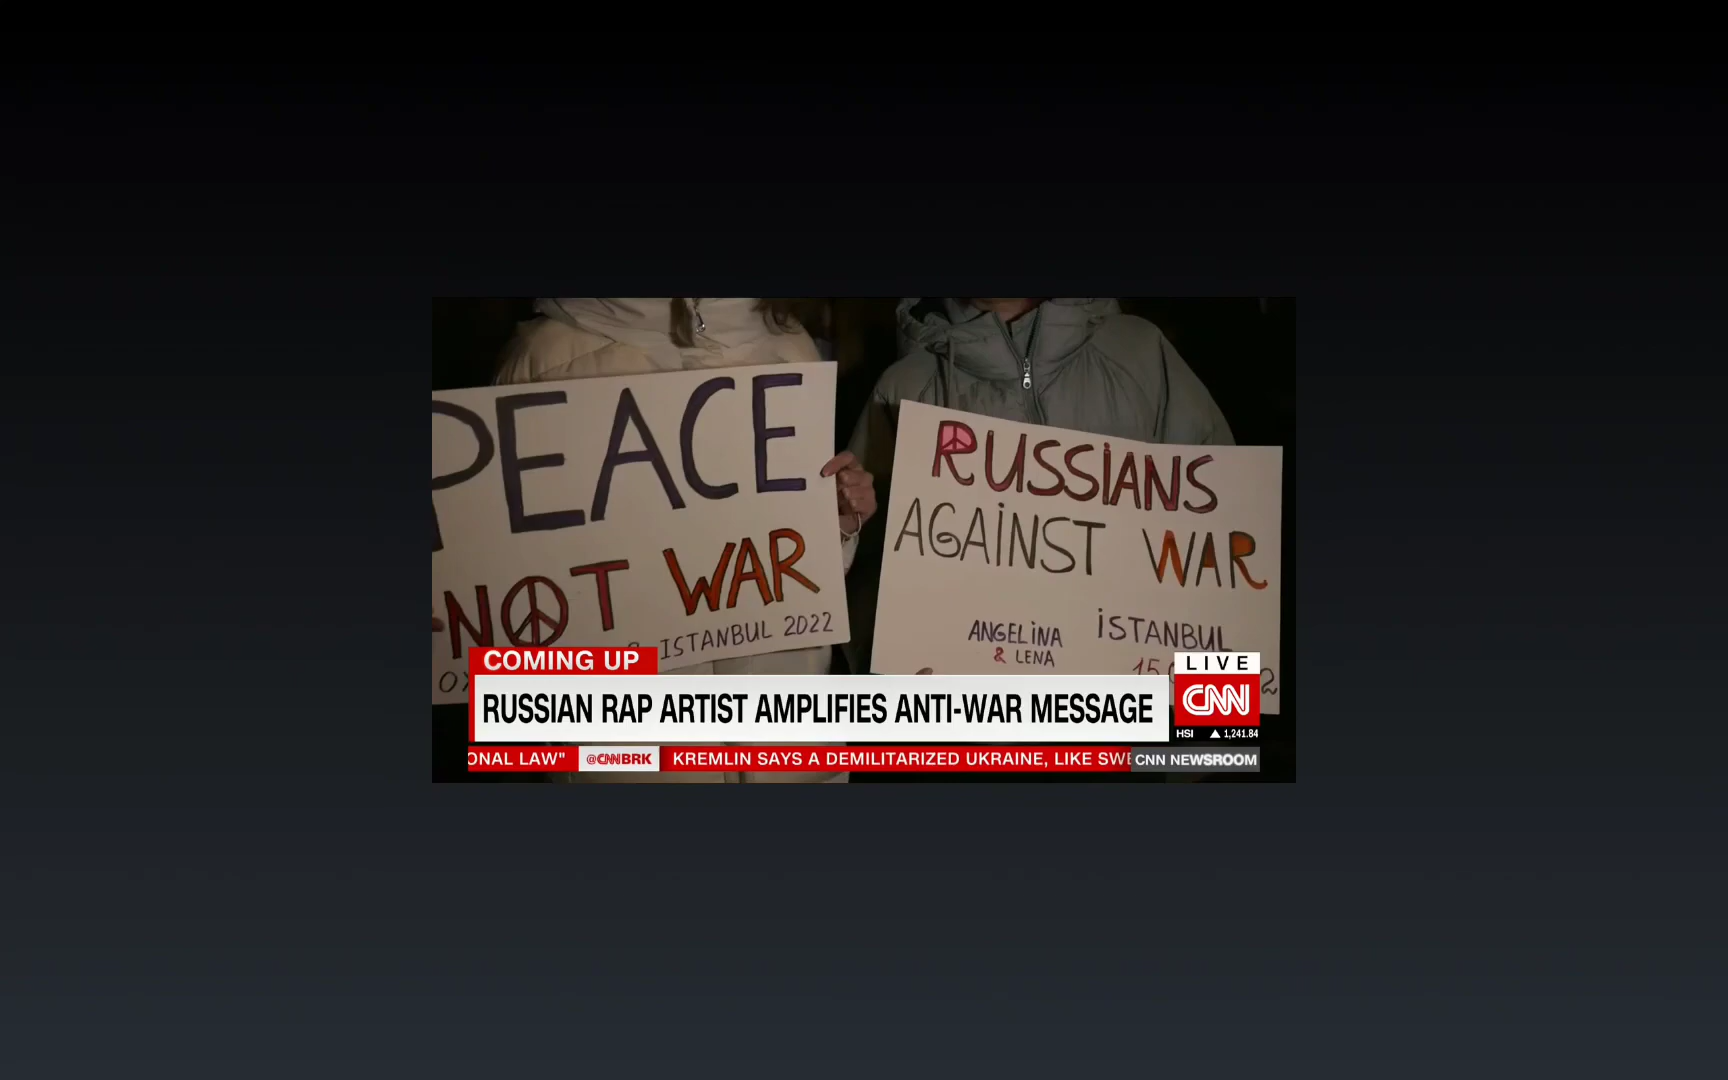 PEACE
NOT WAR
ISTANBUL 2022
RUSSIANS
AGAINST WAR
ANGELINA
& LENA
İSTANBUL
COMING UP
RUSSIAN RAP ARTIST AMPLIFIES ANTI-WAR MESSAGE
LIVE
CNN
HSI ▲ 1,241.84
ONAL LAW" @CNNBRK KREMLIN SAYS A DEMILITARIZED UKRAINE, LIKE SWE
CNN NEWSROOM